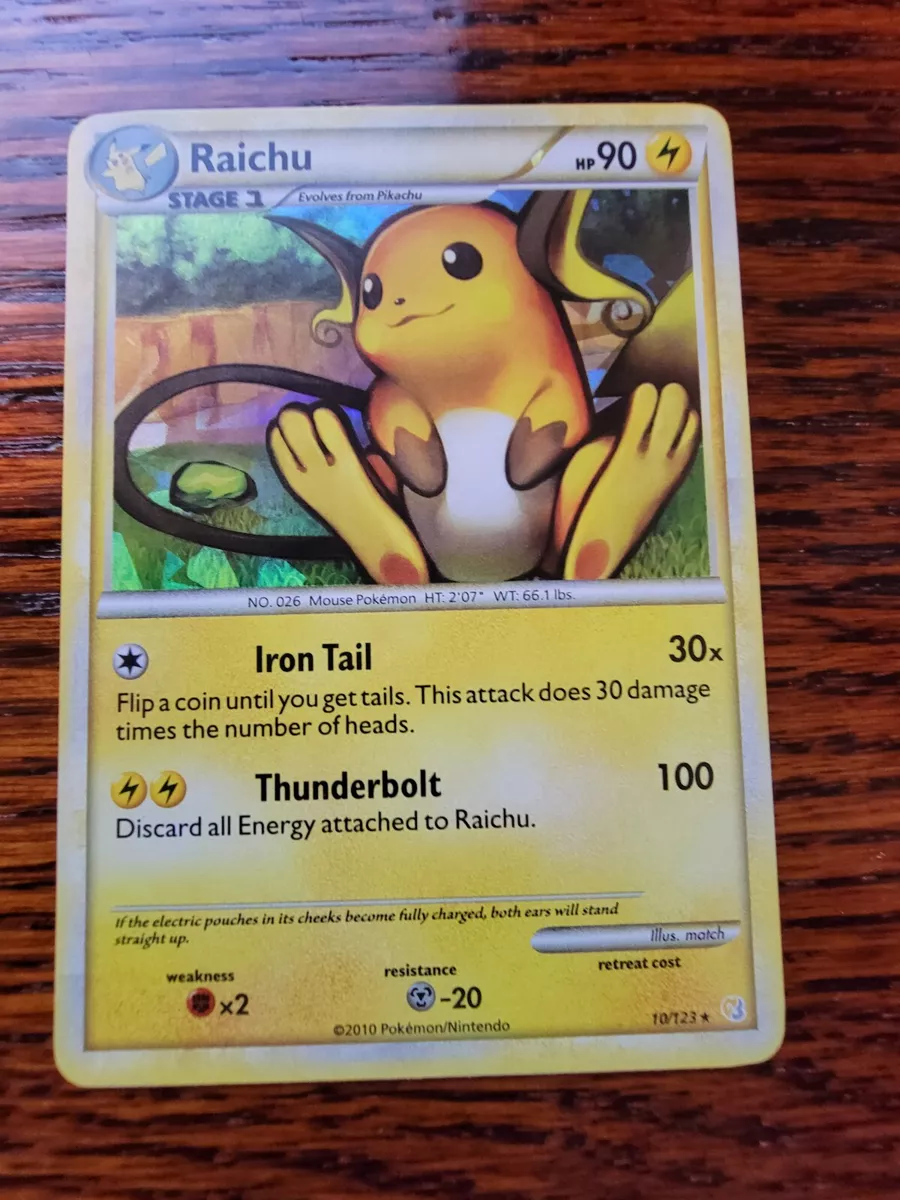 Raichu
HP 90
STAGE 1
Evolves from Pikachu
NO. 026 Mouse Pokémon HT: 2'07" WT: 66.1 lbs.
Iron Tail 30x
Flip a coin until you get tails. This attack does 30 damage
times the number of heads.
Thunderbolt 100
Discard all Energy attached to Raichu.
If the electric pouches in its cheeks become fully charged, both ears will stand
straight up.
Illus. match
weakness
x2
resistance
-20
retreat cost
©2010 Pokémon/Nintendo
10/123 ★